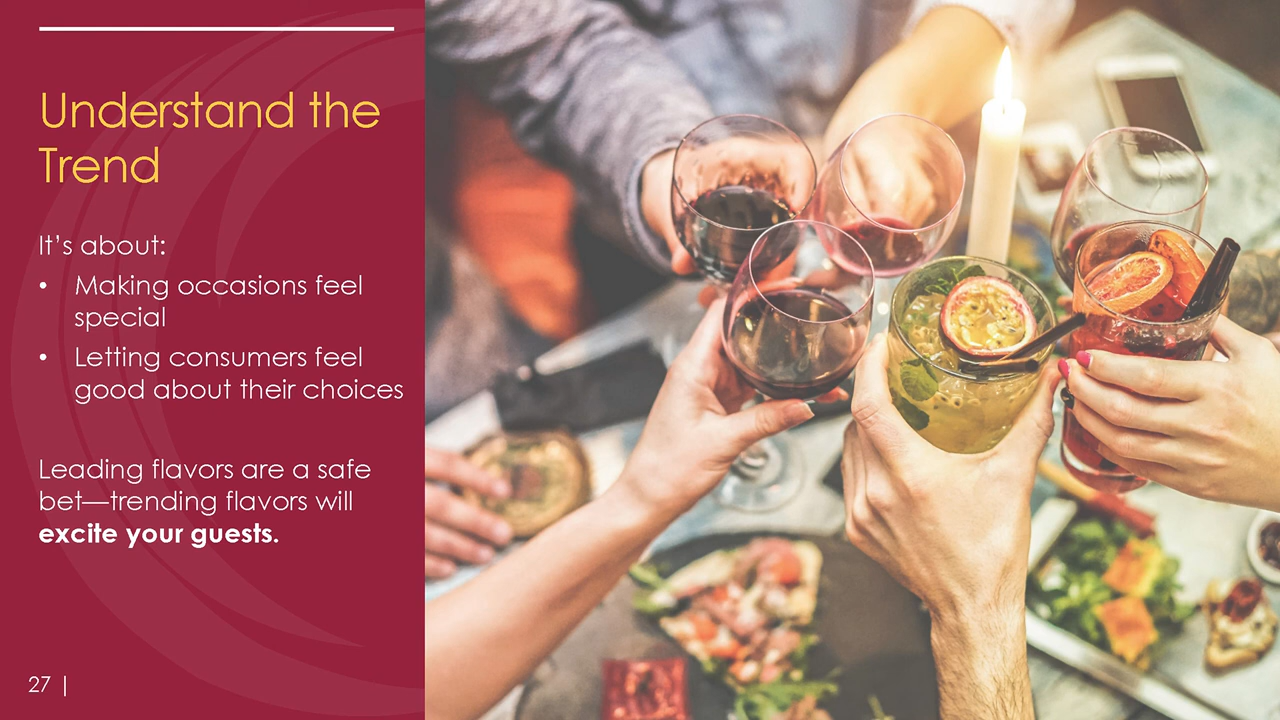 Understand the
Trend
It's about:
• Making occasions feel
special
• Letting consumers feel
good about their choices
Leading flavors are a safe
bet—trending flavors will
excite your guests.
27 |